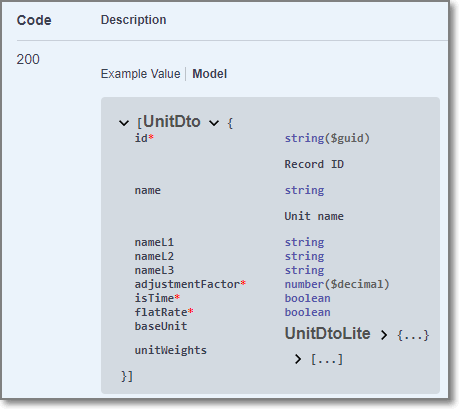 Code Description
200
Example Value Model
[UnitDto {
id* string($guid)
Record ID
name string
Unit name
nameL1 string
nameL2 string
nameL3 string
adjustmentFactor* number($decimal)
isTime* boolean
flatRate* boolean
baseUnit UnitDtoLite {...}
unitWeights [...]
}]